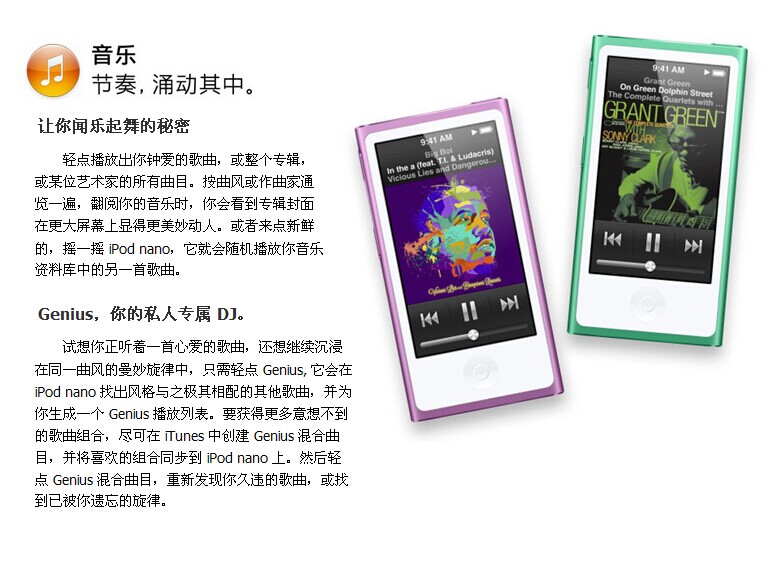 音乐
节奏，涌动其中。
让你闻乐起舞的秘密
轻点播放出你钟爱的歌曲，或整个专辑，
或某位艺术家的所有曲目。按曲风或作曲家通
览一遍，翻阅你的音乐时，你会看到专辑封面
在更大屏幕上显得更美妙动人。或者来点新鲜
的，摇一摇 iPod nano，它就会随机播放你音乐
资料库中的另一首歌曲。
Genius，你的私人专属 DJ。
试想你正听着一首心爱的歌曲，还想继续沉浸
在同一曲风的曼妙旋律中，只需轻点 Genius, 它会在
iPod nano 找出风格与之极其相配的其他歌曲，并为
你生成一个 Genius 播放列表。要获得更多意想不到
的歌曲组合，尽可在 iTunes 中创建 Genius 混合曲
目，并将喜欢的组合同步到 iPod nano 上。然后轻
点 Genius 混合曲目，重新发现你久违的歌曲，或找
到已被你遗忘的旋律。
9:41 AM
Big Boi
In the a (feat. T.I. & Ludacris)
Vicious Lies and Dangerou...
9:41 AM
Grant Green
On Green Dolphin Street
The Complete Quartets with ...
GRANT GREEN
WITH
SONNY CLARK